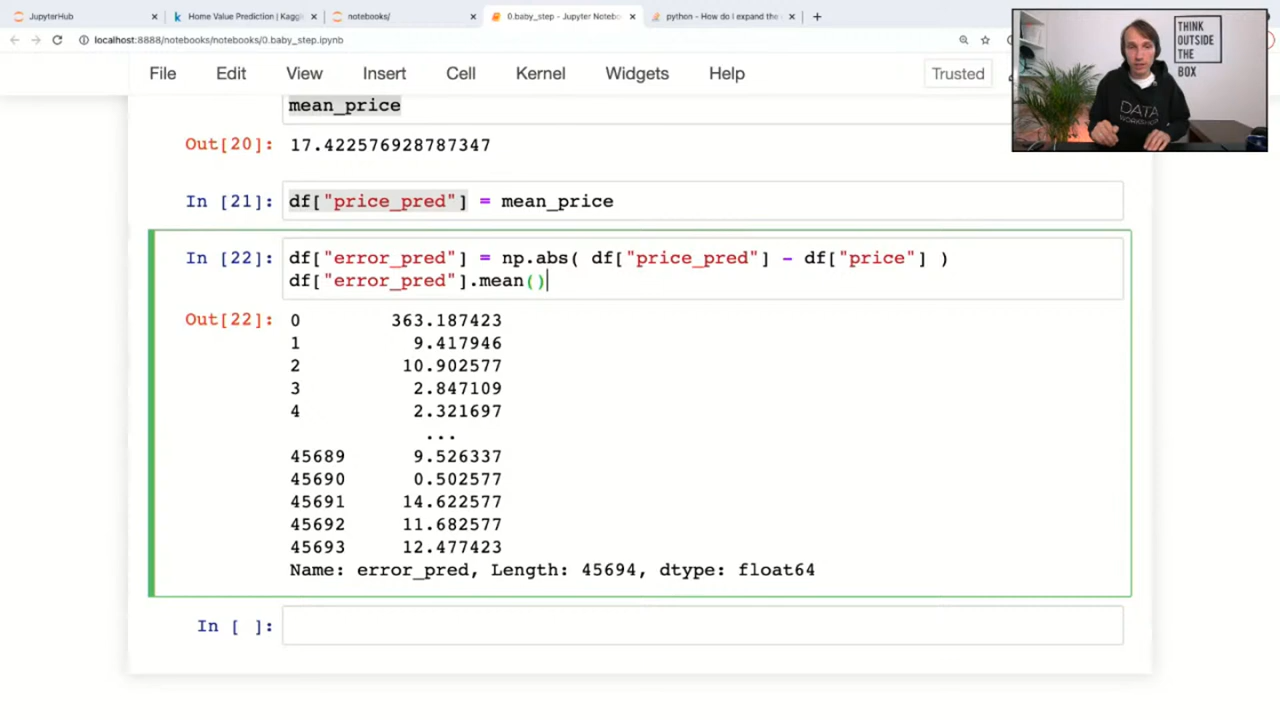 JupyterHub
Home Value Prediction | Kaggl
notebooks/
0.baby_step - Jupyter Notebo
python - How do I expand the
localhost:8888/notebooks/notebooks/0.baby_step.ipynb
File Edit View Insert Cell Kernel Widgets Help
Trusted
THINK
OUTSIDE
THE
BOX
DATA
mean_price
Out[20]: 17.422576928787347
In [21]: df["price_pred"] = mean_price
In [22]: df["error_pred"] = np.abs( df["price_pred"] - df["price"] )
df["error_pred"].mean()
Out[22]: 0 363.187423
1 9.417946
2 10.902577
3 2.847109
4 2.321697
...
45689 9.526337
45690 0.502577
45691 14.622577
45692 11.682577
45693 12.477423
Name: error_pred, Length: 45694, dtype: float64
In [ ]: